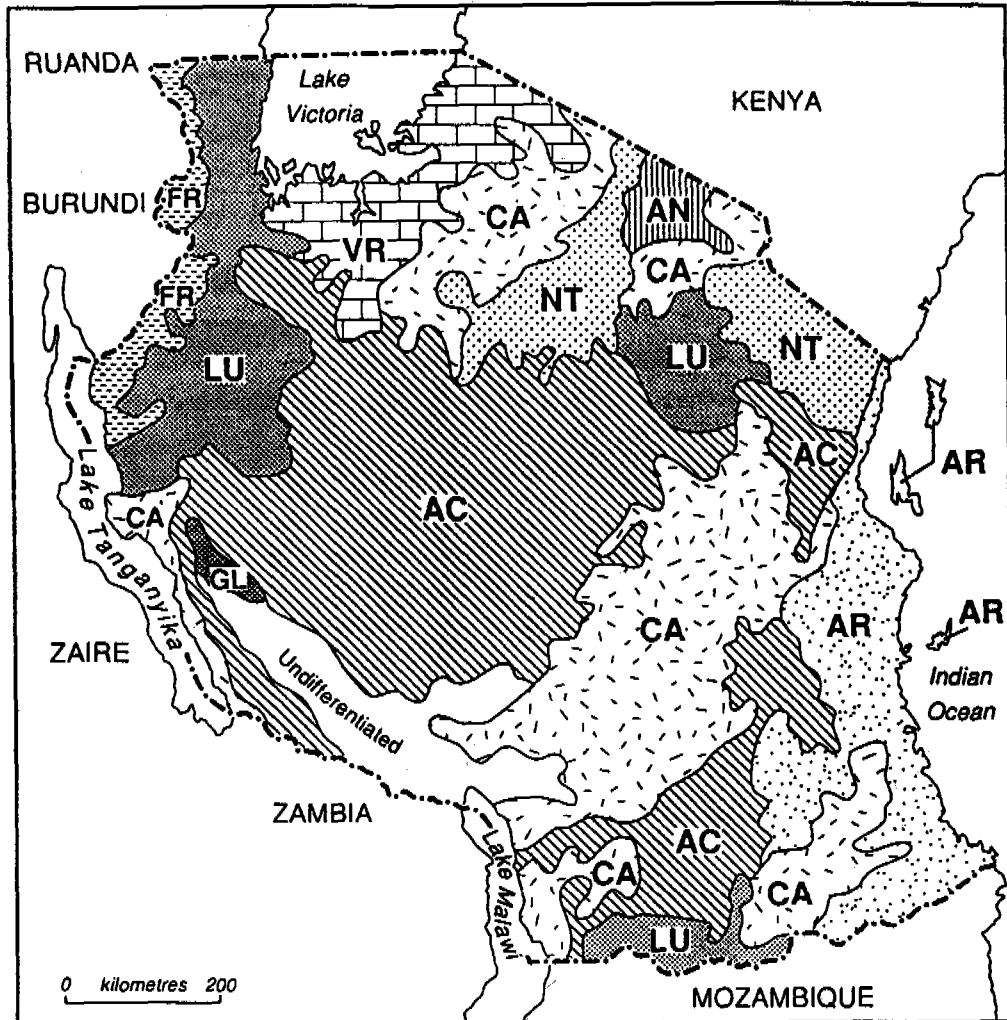 RUANDA
Lake
Victoria
KENYA
BURUNDI
FR
VR
CA
AN
CA
FR
NT
NT
LU
LU
AC
AR
AC
CA
GL
Lake Tanganyika
CA
AR
AR
ZAIRE
Undifferentiated
Indian
Ocean
ZAMBIA
Lake Malawi
AC
CA
CA
LU
0 kilometres 200
MOZAMBIQUE